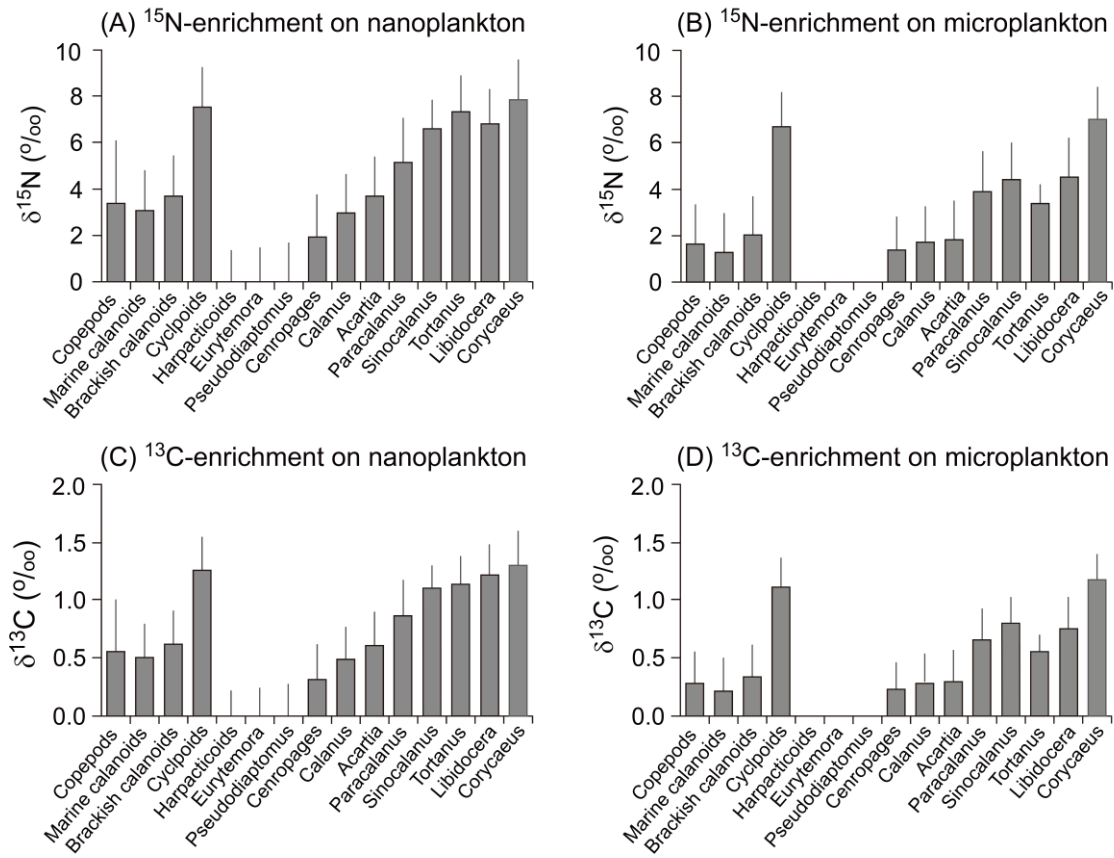 (A) ¹⁵N-enrichment on nanoplankton
δ¹⁵N (‰)
10
8
6
4
2
0
Copepods
Marine calanoids
Brackish calanoids
Cyclpoids
Harpacticoids
Eurytemora
Pseudodiaptomus
Cenropages
Calanus
Acartia
Paracalanus
Sinocalanus
Tortanus
Libidocera
Corycaeus
(B) ¹⁵N-enrichment on microplankton
δ¹⁵N (‰)
10
8
6
4
2
0
Copepods
Marine calanoids
Brackish calanoids
Cyclpoids
Harpacticoids
Eurytemora
Pseudodiaptomus
Cenropages
Calanus
Acartia
Paracalanus
Sinocalanus
Tortanus
Libidocera
Corycaeus
(C) ¹³C-enrichment on nanoplankton
δ¹³C (‰)
2.0
1.5
1.0
0.5
0.0
Copepods
Marine calanoids
Brackish calanoids
Cyclpoids
Harpacticoids
Eurytemora
Pseudodiaptomus
Cenropages
Calanus
Acartia
Paracalanus
Sinocalanus
Tortanus
Libidocera
Corycaeus
(D) ¹³C-enrichment on microplankton
δ¹³C (‰)
2.0
1.5
1.0
0.5
0.0
Copepods
Marine calanoids
Brackish calanoids
Cyclpoids
Harpacticoids
Eurytemora
Pseudodiaptomus
Cenropages
Calanus
Acartia
Paracalanus
Sinocalanus
Tortanus
Libidocera
Corycaeus